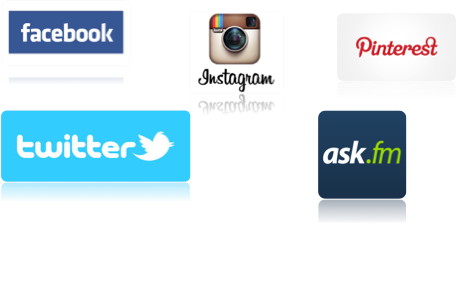 facebook
Instagram
Pinterest
twitter
ask.fm